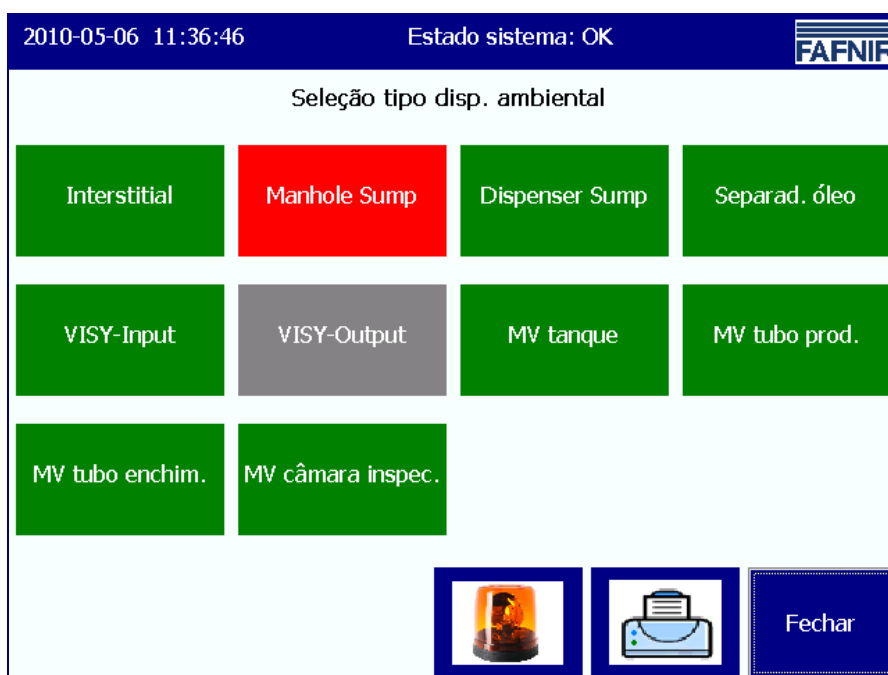 2010-05-06 11:36:46 Estado sistema: OK FAFNIR
Seleção tipo disp. ambiental
Interstitial Manhole Sump Dispenser Sump Separad. óleo
VISY-Input VISY-Output MV tanque MV tubo prod.
MV tubo enchim. MV câmara inspec.
Fechar